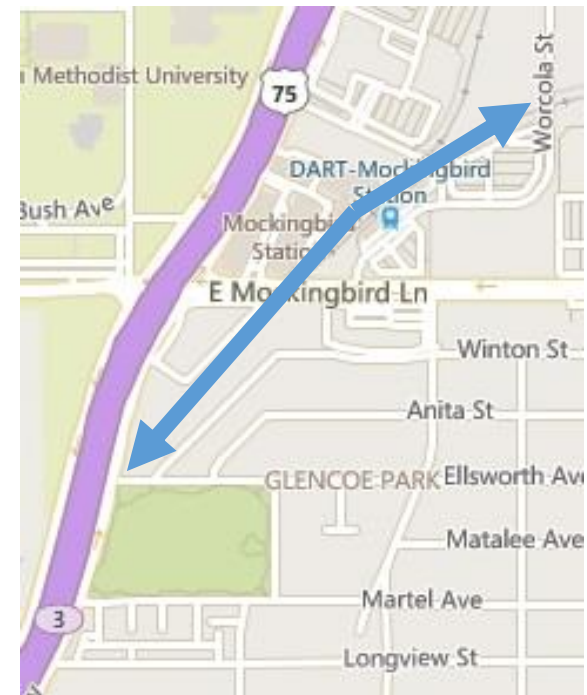 Methodist University
75
Worcola St
DART-Mockingbird
Station
Bush Ave
Mockingbird
Station
E Mockingbird Ln
Winton St
Anita St
GLENCOE PARK
Ellsworth Ave
Matalee Ave
Martel Ave
3
Longview St